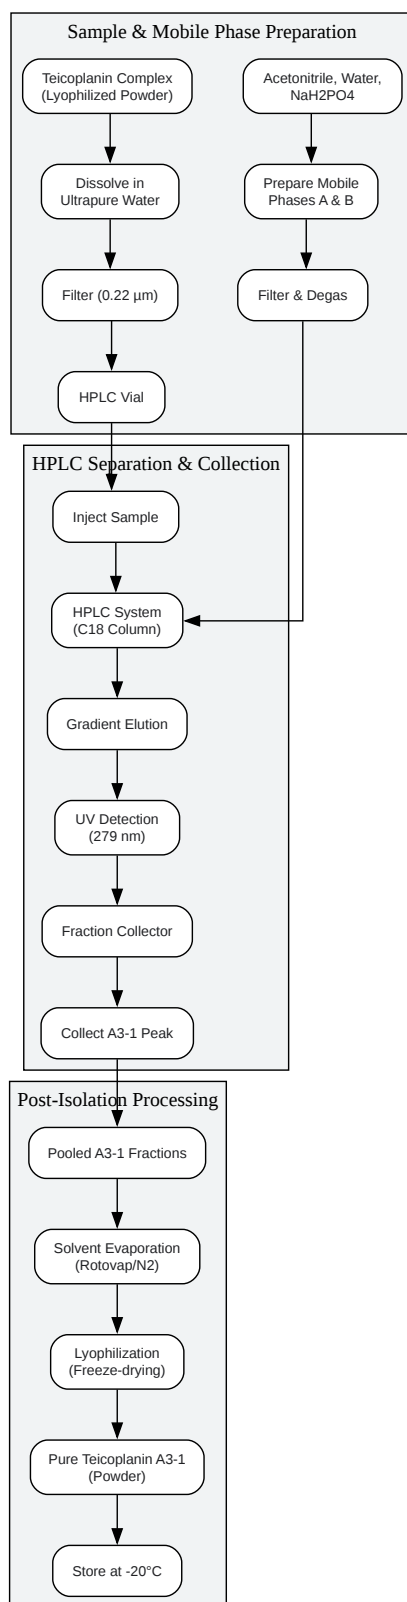 Sample & Mobile Phase Preparation
Teicoplanin Complex
(Lyophilized Powder)
Acetonitrile, Water,
NaH2PO4
Dissolve in
Ultrapure Water
Prepare Mobile
Phases A & B
Filter (0.22 µm)
Filter & Degas
HPLC Vial
HPLC Separation & Collection
Inject Sample
HPLC System
(C18 Column)
Gradient Elution
UV Detection
(279 nm)
Fraction Collector
Collect A3-1 Peak
Post-Isolation Processing
Pooled A3-1 Fractions
Solvent Evaporation
(Rotovap/N2)
Lyophilization
(Freeze-drying)
Pure Teicoplanin A3-1
(Powder)
Store at -20°C